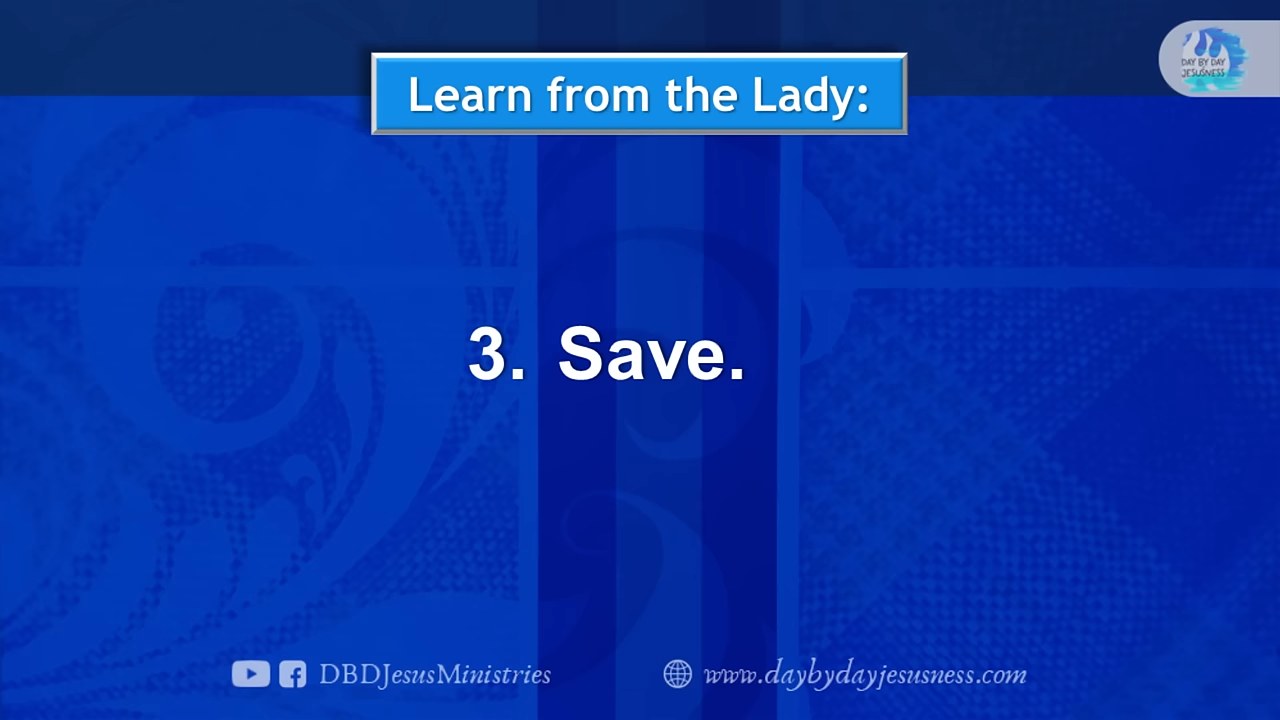 DAY BY DAY
JESUSNESS
Learn from the Lady:
3. Save.
DBDJesusMinistries
www.daybydayjesusness.com